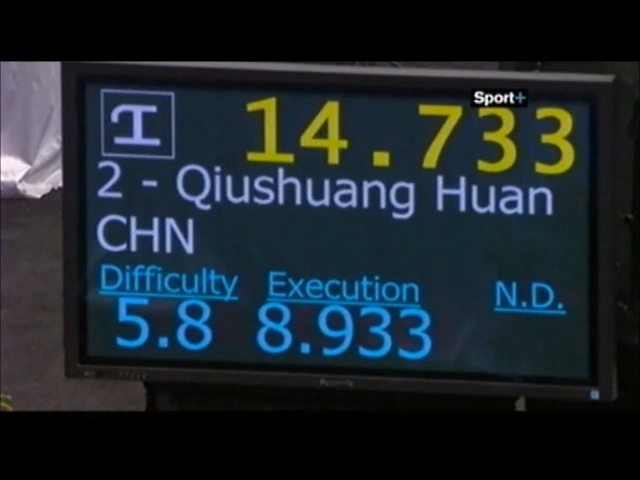 Sport+
14.733
2 - Qiushuang Huan
CHN
Difficulty Execution N.D.
5.8 8.933